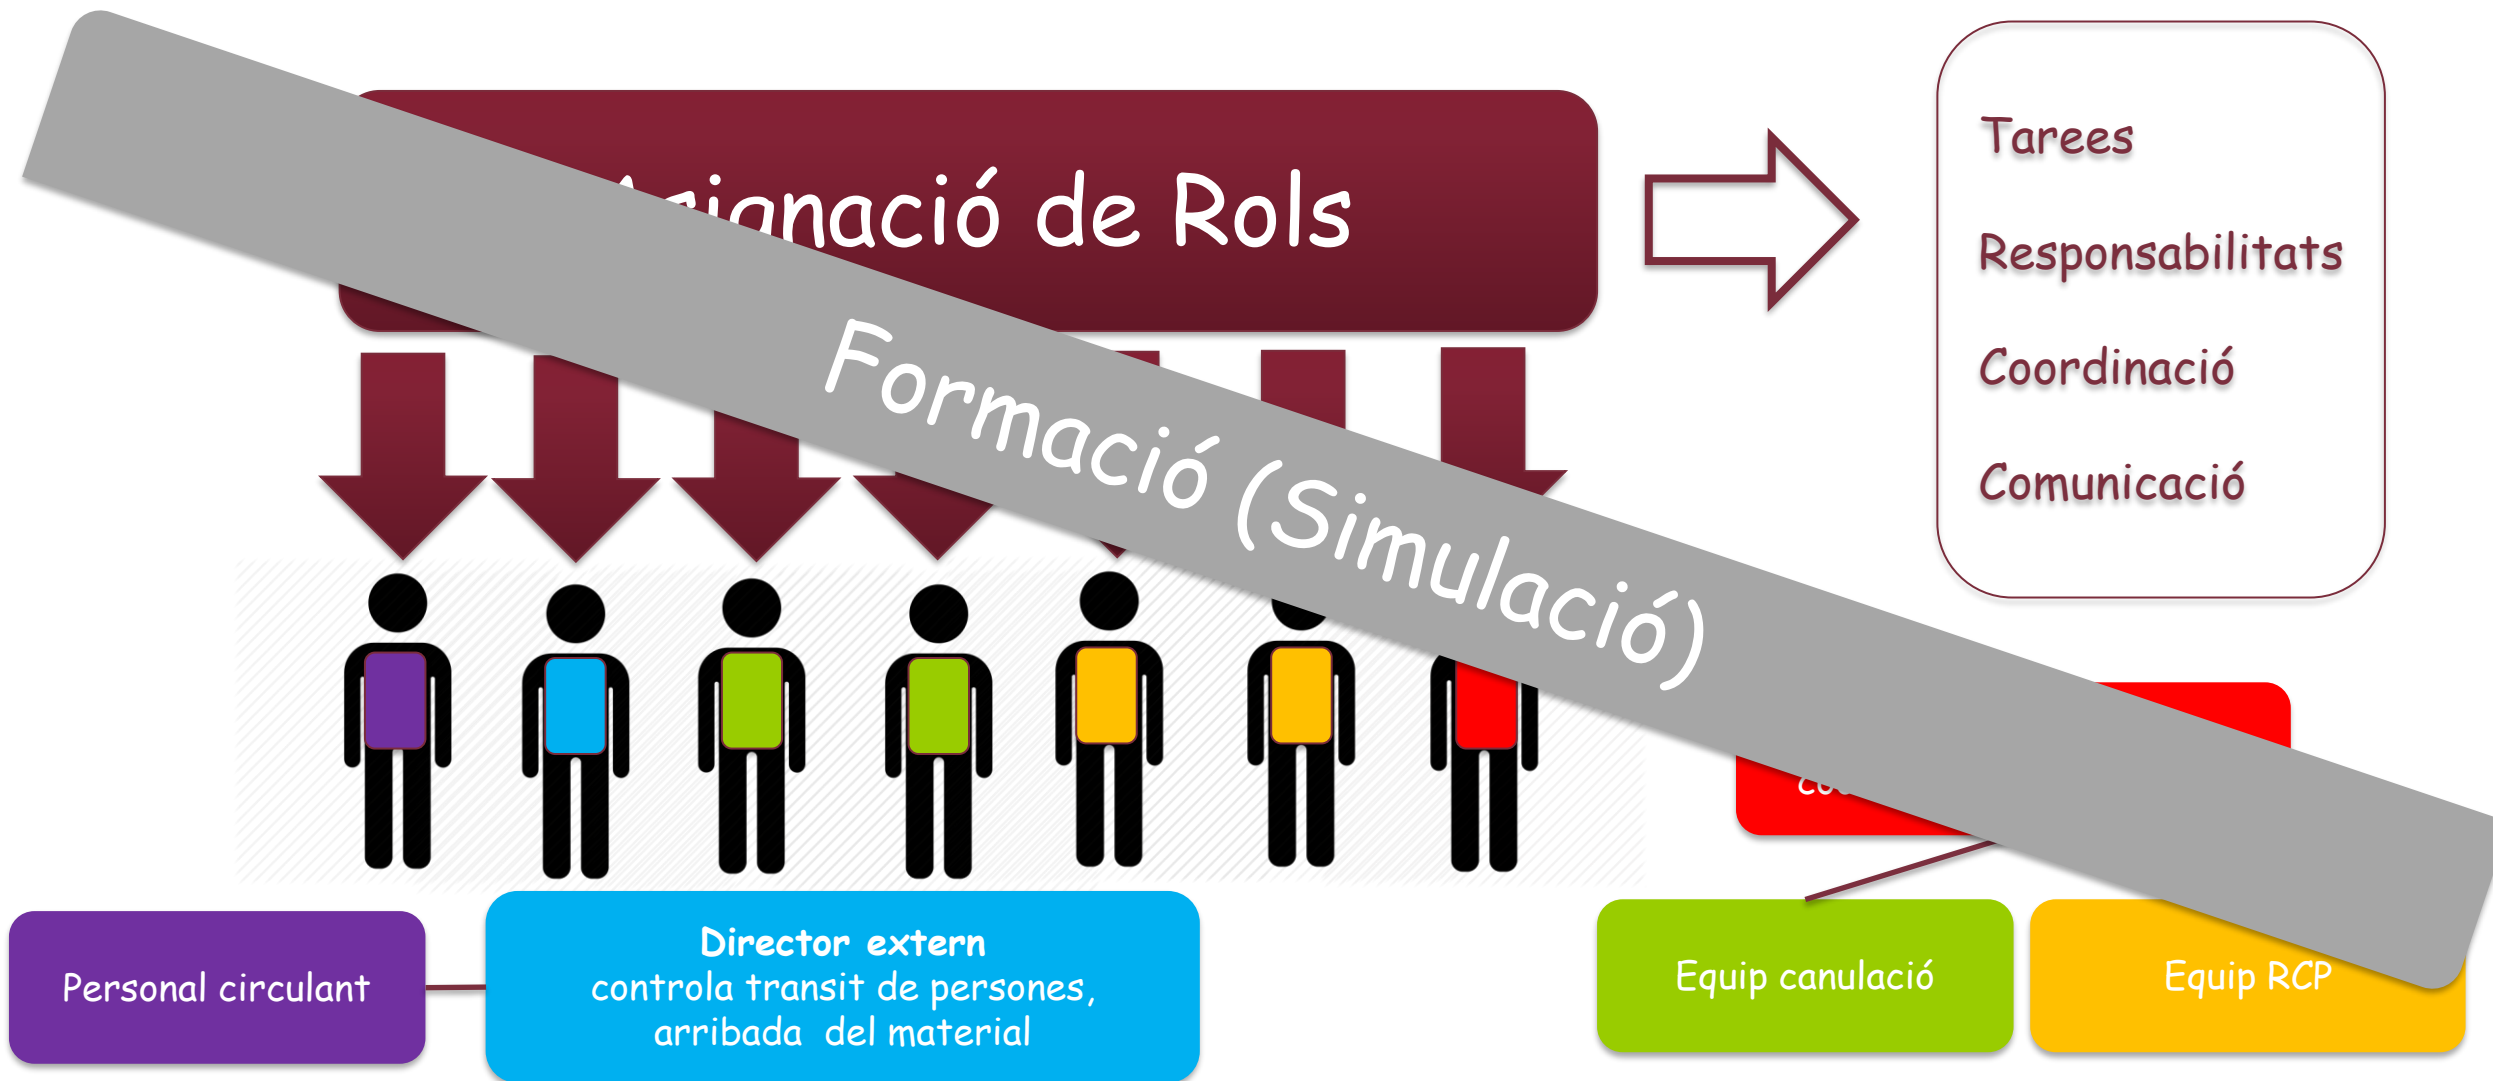 de Rols
Formació (Simulació)
Tarees
Responsabilitats
Coordinació
Comunicació
Personal circulant
Director extern
controla transit de persones,
arribada del material
Equip canulació
Equip RCP